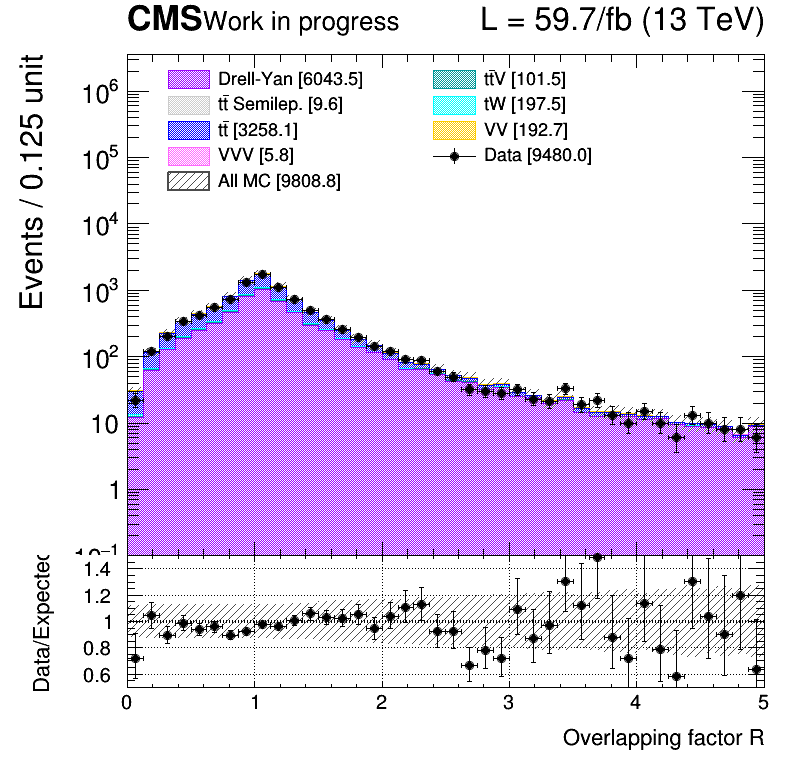 CMS Work in progress L = 59.7/fb (13 TeV)
Events / 0.125 unit
Drell-Yan [6043.5]
tt̄ Semilep. [9.6]
tt̄ [3258.1]
VVV [5.8]
All MC [9808.8]
tt̄V [101.5]
tW [197.5]
VV [192.7]
Data [9480.0]
10⁶
10⁵
10⁴
10³
10²
10
1
10⁻¹
Data/Expected
1.4
1.2
1
0.8
0.6
0 1 2 3 4 5
Overlapping factor R